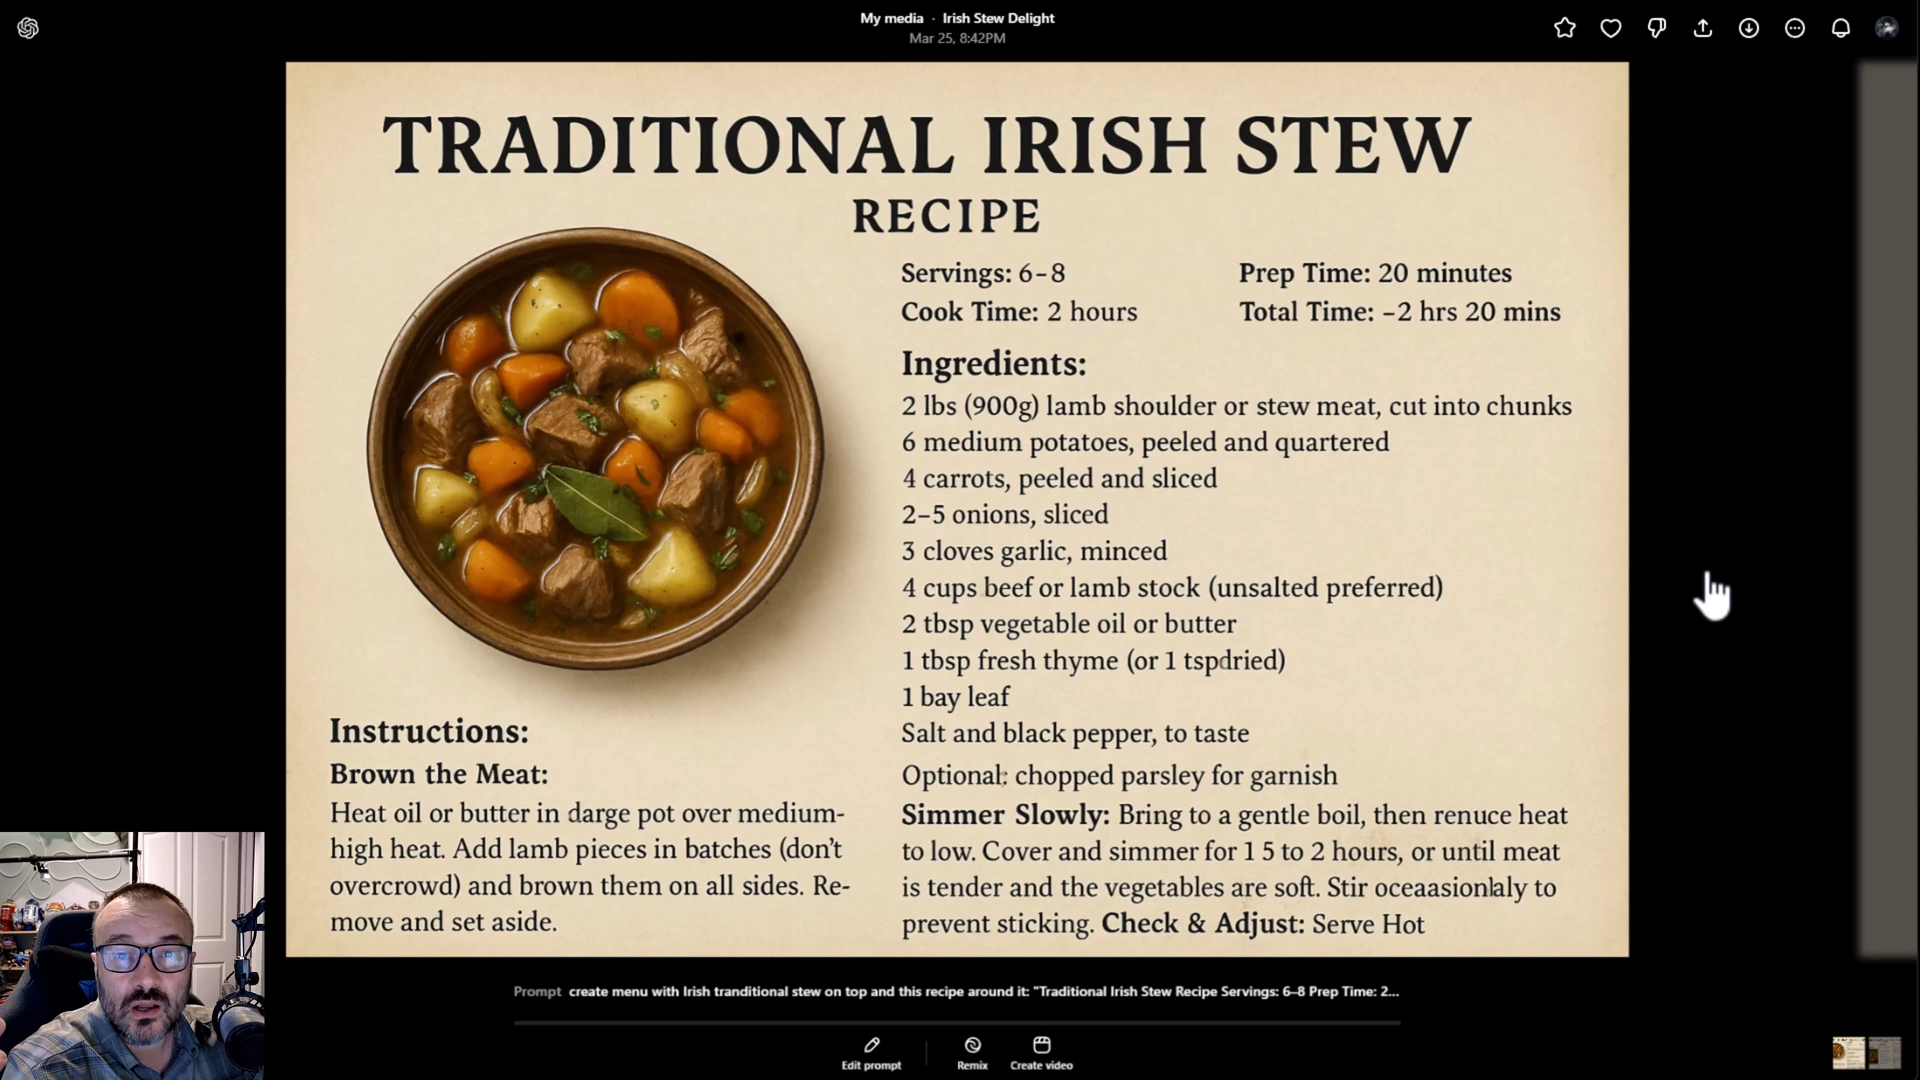 My media · Irish Stew Delight
Mar 25, 8:42PM
TRADITIONAL IRISH STEW
RECIPE
Servings: 6-8
Prep Time: 20 minutes
Cook Time: 2 hours
Total Time: –2 hrs 20 mins
Ingredients:
2 lbs (900g) lamb shoulder or stew meat, cut into chunks
6 medium potatoes, peeled and quartered
4 carrots, peeled and sliced
2–5 onions, sliced
3 cloves garlic, minced
4 cups beef or lamb stock (unsalted preferred)
2 tbsp vegetable oil or butter
1 tbsp fresh thyme (or 1 tspdried)
1 bay leaf
Salt and black pepper, to taste
Optional: chopped parsley for garnish
Instructions:
Brown the Meat:
Heat oil or butter in darge pot over medium-
high heat. Add lamb pieces in batches (don't
overcrowd) and brown them on all sides. Re-
move and set aside.
Simmer Slowly: Bring to a gentle boil, then renuce heat
to low. Cover and simmer for 1 5 to 2 hours, or until meat
is tender and the vegetables are soft. Stir oceaasionlaly to
prevent sticking. Check & Adjust: Serve Hot
Prompt create menu with Irish tranditional stew on top and this recipe around it: "Traditional Irish Stew Recipe Servings: 6–8 Prep Time: 2...
Edit prompt
Remix
Create video